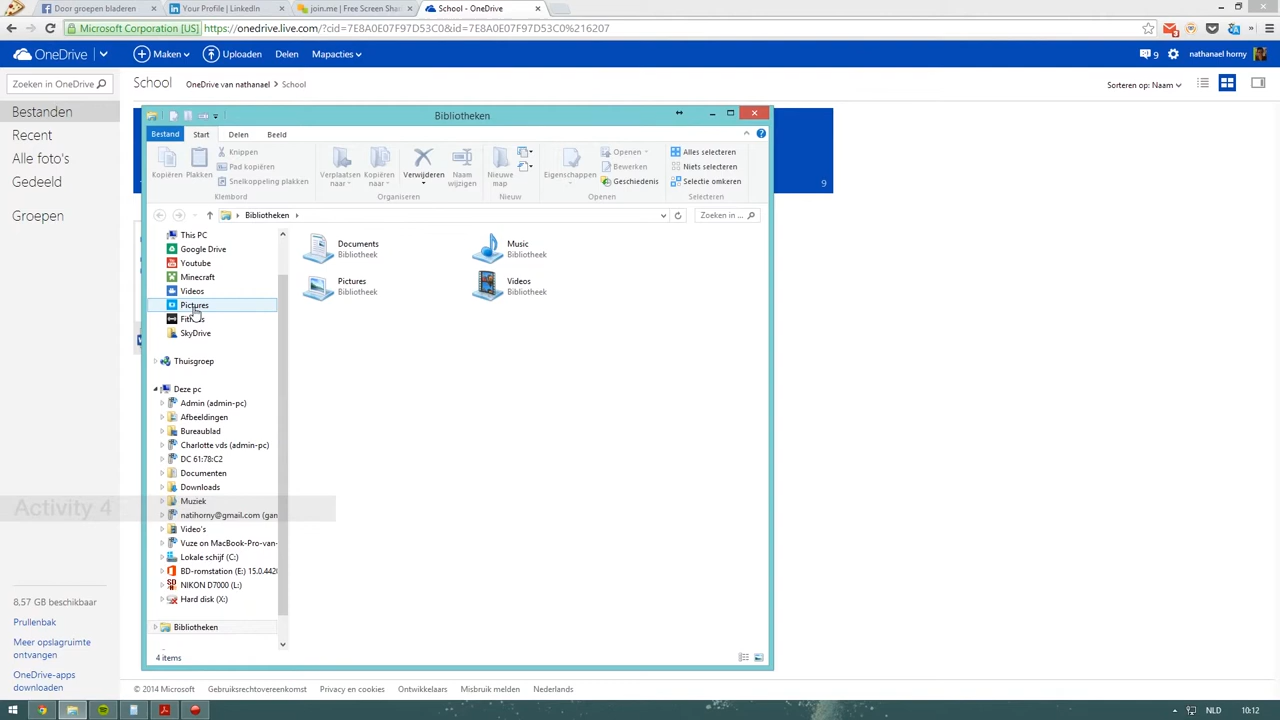 Door groepen bladeren
Your Profile | LinkedIn
join.me | Free Screen Sha
School - OneDrive
Microsoft Corporation [US]
https://onedrive.live.com/?cid=7E8A0E07F97D53C0&id=7E8A0E07F97D53C0%216207
OneDrive
Maken
Uploaden
Delen
Mapacties
9
nathanael horny
Zoeken in OneDrive
School
OneDrive van nathanael
School
Sorteren op: Naam
Bestanden
Recent
Alle foto's
Gedeeld
Groepen
9
Bibliotheken
Bestand
Start
Delen
Beeld
Kopiëren
Plakken
Knippen
Pad kopiëren
Snelkoppeling plakken
Klembord
Verplaatsen naar
Kopiëren naar
Verwijderen
Naam wijzigen
Organiseren
Nieuwe map
Nieuw
Eigenschappen
Openen
Bewerken
Geschiedenis
Openen
Alles selecteren
Niets selecteren
Selectie omkeren
Selecteren
Bibliotheken
Zoeken in ...
This PC
Google Drive
Youtube
Minecraft
Videos
Pictures
SkyDrive
Thuisgroep
Deze pc
Admin (admin-pc)
Afbeeldingen
Bureaublad
Charlotte vds (admin-pc)
DC 61:78:C2
Documenten
Downloads
Muziek
natihorny@gmail.com (gan
Video's
Vuze on MacBook-Pro-van-
Lokale schijf (C:)
BD-romstation (E:) 15.0.442
NIKON D7000 (L:)
Hard disk (X:)
Bibliotheken
4 items
Documents
Bibliotheek
Music
Bibliotheek
Pictures
Bibliotheek
Videos
Bibliotheek
Activity 4
8,57 GB beschikbaar
Prullenbak
Meer opslagruimte
ontvangen
OneDrive-apps
downloaden
© 2014 Microsoft
Gebruiksrechtovereenkomst
Privacy en cookies
Ontwikkelaars
Misbruik melden
Nederlands
NLD
10:12